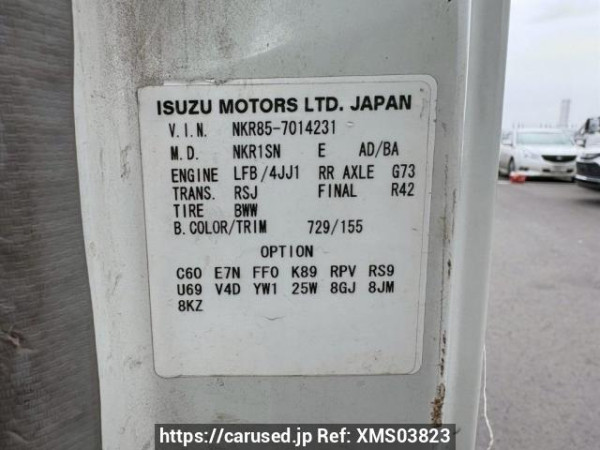 ISUZU MOTORS LTD. JAPAN
V.I.N. NKR85-7014231
M.D. NKR1SN E AD/BA
ENGINE LFB/4JJ1 RR AXLE G73
TRANS. RSJ FINAL R42
TIRE BWW
B.COLOR/TRIM 729/155
OPTION
C60 E7N FF0 K89 RPV RS9
U69 V4D YW1 25W 8GJ 8JM
8KZ
https://carused.jp Ref: XMS03823